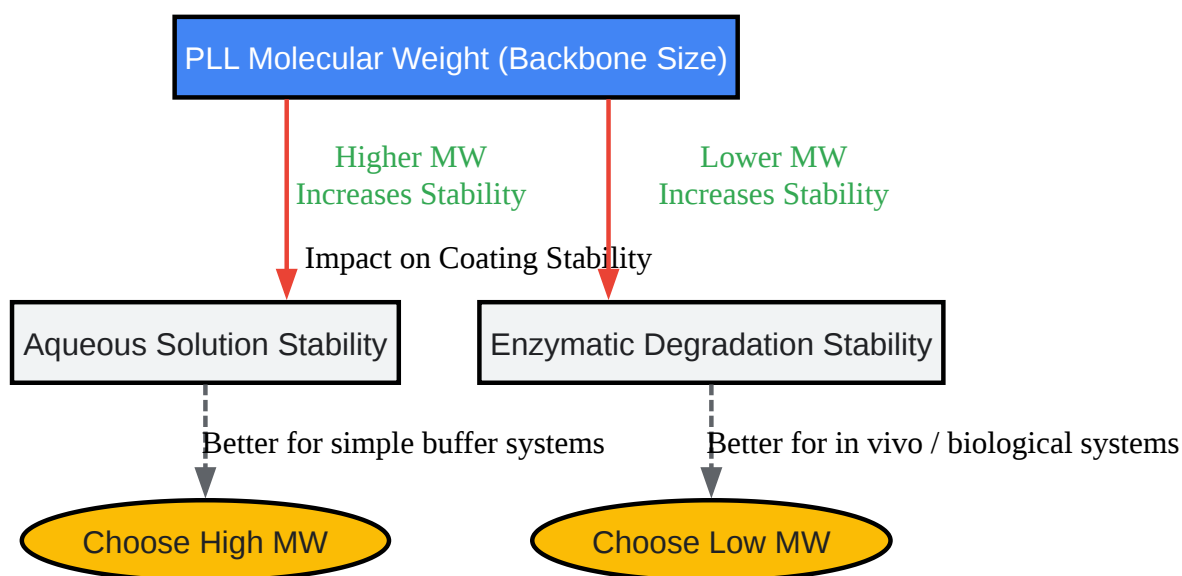 PLL Molecular Weight (Backbone Size)
Higher MW
Increases Stability
Lower MW
Increases Stability
Impact on Coating Stability
Aqueous Solution Stability
Enzymatic Degradation Stability
Better for simple buffer systems
Better for in vivo / biological systems
Choose High MW
Choose Low MW